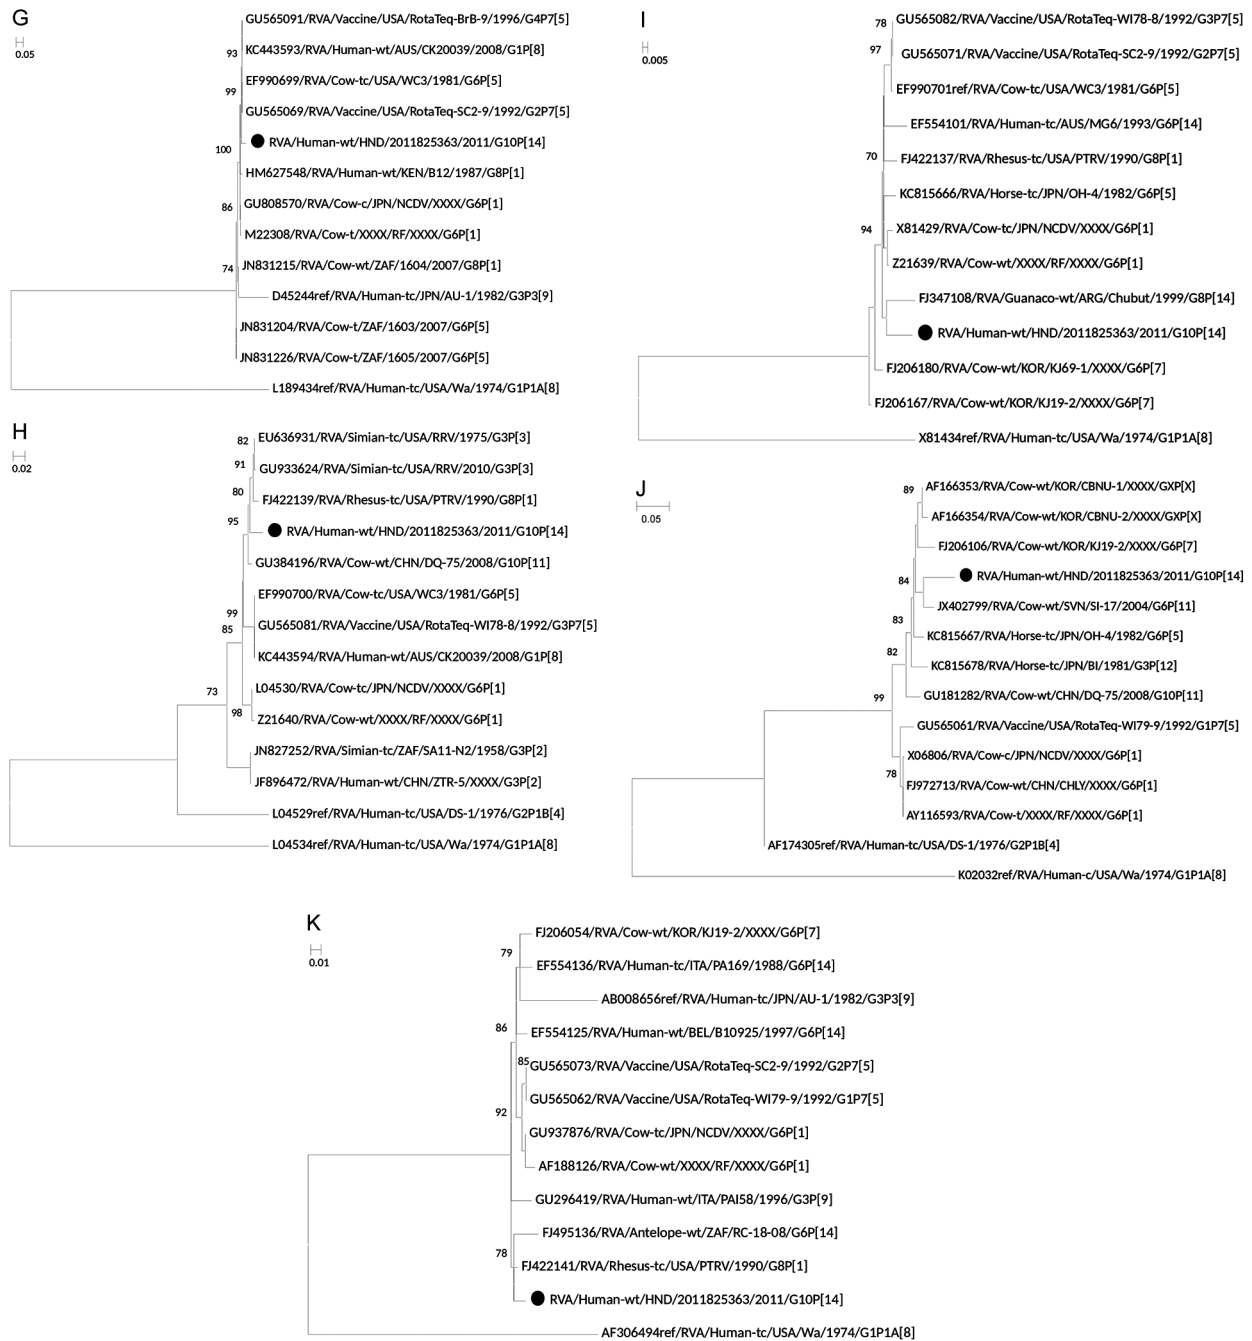 G
0.05
GU565091/RVA/Vaccine/USA/RotaTeq-BrB-9/1996/G4P7[5]
93
KC443593/RVA/Human-wt/AUS/CK20039/2008/G1P[8]
EF990699/RVA/Cow-tc/USA/WC3/1981/G6P[5]
99
GU565069/RVA/Vaccine/USA/RotaTeq-SC2-9/1992/G2P7[5]
RVA/Human-wt/HND/2011825363/2011/G10P[14]
100
HM627548/RVA/Human-wt/KEN/B12/1987/G8P[1]
86
GU808570/RVA/Cow-c/JPN/NCDV/XXXX/G6P[1]
M22308/RVA/Cow-t/XXXX/RF/XXXX/G6P[1]
74
JN831215/RVA/Cow-wt/ZAF/1604/2007/G8P[1]
D45244ref/RVA/Human-tc/JPN/AU-1/1982/G3P3[9]
JN831204/RVA/Cow-t/ZAF/1603/2007/G6P[5]
JN831226/RVA/Cow-t/ZAF/1605/2007/G6P[5]
L189434ref/RVA/Human-tc/USA/Wa/1974/G1P1A[8]
I
0.005
78
GU565082/RVA/Vaccine/USA/RotaTeq-WI78-8/1992/G3P7[5]
97
GU565071/RVA/Vaccine/USA/RotaTeq-SC2-9/1992/G2P7[5]
EF990701ref/RVA/Cow-tc/USA/WC3/1981/G6P[5]
EF554101/RVA/Human-tc/AUS/MG6/1993/G6P[14]
70
FJ422137/RVA/Rhesus-tc/USA/PTRV/1990/G8P[1]
KC815666/RVA/Horse-tc/JPN/OH-4/1982/G6P[5]
94
X81429/RVA/Cow-tc/JPN/NCDV/XXXX/G6P[1]
Z21639/RVA/Cow-wt/XXXX/RF/XXXX/G6P[1]
FJ347108/RVA/Guanaco-wt/ARG/Chubut/1999/G8P[14]
RVA/Human-wt/HND/2011825363/2011/G10P[14]
FJ206180/RVA/Cow-wt/KOR/KJ69-1/XXXX/G6P[7]
FJ206167/RVA/Cow-wt/KOR/KJ19-2/XXXX/G6P[7]
X81434ref/RVA/Human-tc/USA/Wa/1974/G1P1A[8]
H
0.02
82
EU636931/RVA/Simian-tc/USA/RRV/1975/G3P[3]
91
GU933624/RVA/Simian-tc/USA/RRV/2010/G3P[3]
80
FJ422139/RVA/Rhesus-tc/USA/PTRV/1990/G8P[1]
95
RVA/Human-wt/HND/2011825363/2011/G10P[14]
GU384196/RVA/Cow-wt/CHN/DQ-75/2008/G10P[11]
EF990700/RVA/Cow-tc/USA/WC3/1981/G6P[5]
99
85
GU565081/RVA/Vaccine/USA/RotaTeq-WI78-8/1992/G3P7[5]
KC443594/RVA/Human-wt/AUS/CK20039/2008/G1P[8]
73
L04530/RVA/Cow-tc/JPN/NCDV/XXXX/G6P[1]
98
Z21640/RVA/Cow-wt/XXXX/RF/XXXX/G6P[1]
JN827252/RVA/Simian-tc/ZAF/SA11-N2/1958/G3P[2]
JF896472/RVA/Human-wt/CHN/ZTR-5/XXXX/G3P[2]
L04529ref/RVA/Human-tc/USA/DS-1/1976/G2P1B[4]
L04534ref/RVA/Human-tc/USA/Wa/1974/G1P1A[8]
J
0.05
89
AF166353/RVA/Cow-wt/KOR/CBNU-1/XXXX/GXP[X]
AF166354/RVA/Cow-wt/KOR/CBNU-2/XXXX/GXP[X]
FJ206106/RVA/Cow-wt/KOR/KJ19-2/XXXX/G6P[7]
84
RVA/Human-wt/HND/2011825363/2011/G10P[14]
JX402799/RVA/Cow-wt/SVN/SI-17/2004/G6P[11]
83
KC815667/RVA/Horse-tc/JPN/OH-4/1982/G6P[5]
82
KC815678/RVA/Horse-tc/JPN/BI/1981/G3P[12]
99
GU181282/RVA/Cow-wt/CHN/DQ-75/2008/G10P[11]
GU565061/RVA/Vaccine/USA/RotaTeq-WI79-9/1992/G1P7[5]
X06806/RVA/Cow-c/JPN/NCDV/XXXX/G6P[1]
78
FJ972713/RVA/Cow-wt/CHN/CHLY/XXXX/G6P[1]
AY116593/RVA/Cow-t/XXXX/RF/XXXX/G6P[1]
AF174305ref/RVA/Human-tc/USA/DS-1/1976/G2P1B[4]
K02032ref/RVA/Human-c/USA/Wa/1974/G1P1A[8]
K
0.01
FJ206054/RVA/Cow-wt/KOR/KJ19-2/XXXX/G6P[7]
79
EF554136/RVA/Human-tc/ITA/PA169/1988/G6P[14]
AB008656ref/RVA/Human-tc/JPN/AU-1/1982/G3P3[9]
86
EF554125/RVA/Human-wt/BEL/B10925/1997/G6P[14]
85
GU565073/RVA/Vaccine/USA/RotaTeq-SC2-9/1992/G2P7[5]
GU565062/RVA/Vaccine/USA/RotaTeq-WI79-9/1992/G1P7[5]
92
GU937876/RVA/Cow-tc/JPN/NCDV/XXXX/G6P[1]
AF188126/RVA/Cow-wt/XXXX/RF/XXXX/G6P[1]
GU296419/RVA/Human-wt/ITA/PAI58/1996/G3P[9]
FJ495136/RVA/Antelope-wt/ZAF/RC-18-08/G6P[14]
78
FJ422141/RVA/Rhesus-tc/USA/PTRV/1990/G8P[1]
RVA/Human-wt/HND/2011825363/2011/G10P[14]
AF306494ref/RVA/Human-tc/USA/Wa/1974/G1P1A[8]